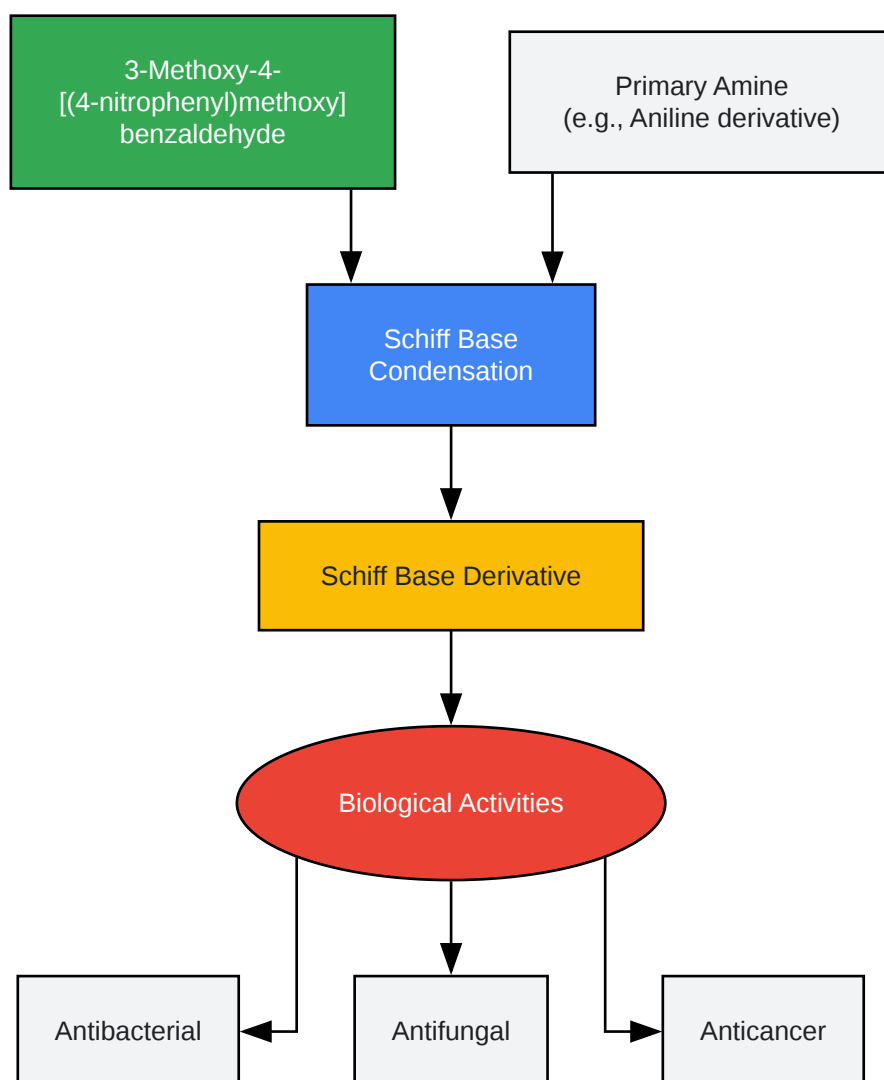 3-Methoxy-4-
[(4-nitrophenyl)methoxy]
benzaldehyde
Primary Amine
(e.g., Aniline derivative)
Schiff Base
Condensation
Schiff Base Derivative
Biological Activities
Antibacterial
Antifungal
Anticancer